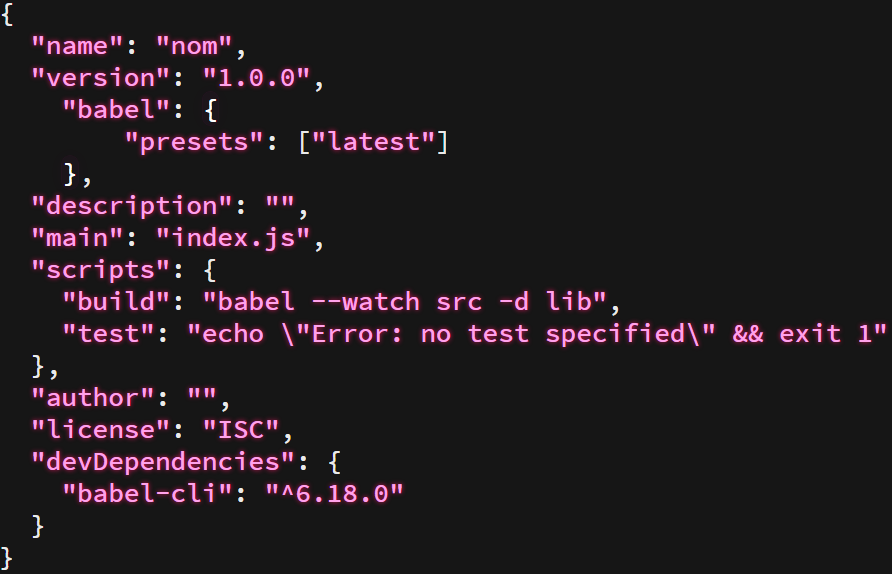 {
  "name": "nom",
  "version": "1.0.0",
    "babel": {
        "presets": ["latest"]
    },
  "description": "",
  "main": "index.js",
  "scripts": {
    "build": "babel --watch src -d lib",
    "test": "echo \"Error: no test specified\" && exit 1"
  },
  "author": "",
  "license": "ISC",
  "devDependencies": {
    "babel-cli": "^6.18.0"
  }
}